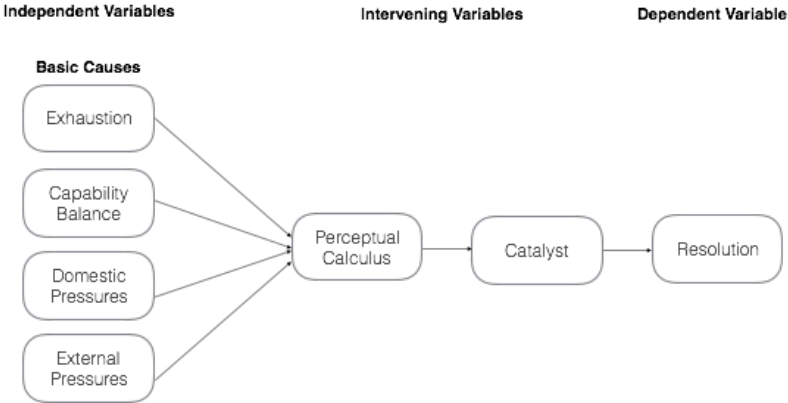 Independent Variables
Intervening Variables
Dependent Variable
Basic Causes
Exhaustion
Capability
Balance
Domestic
Pressures
External
Pressures
Perceptual
Calculus
Catalyst
Resolution